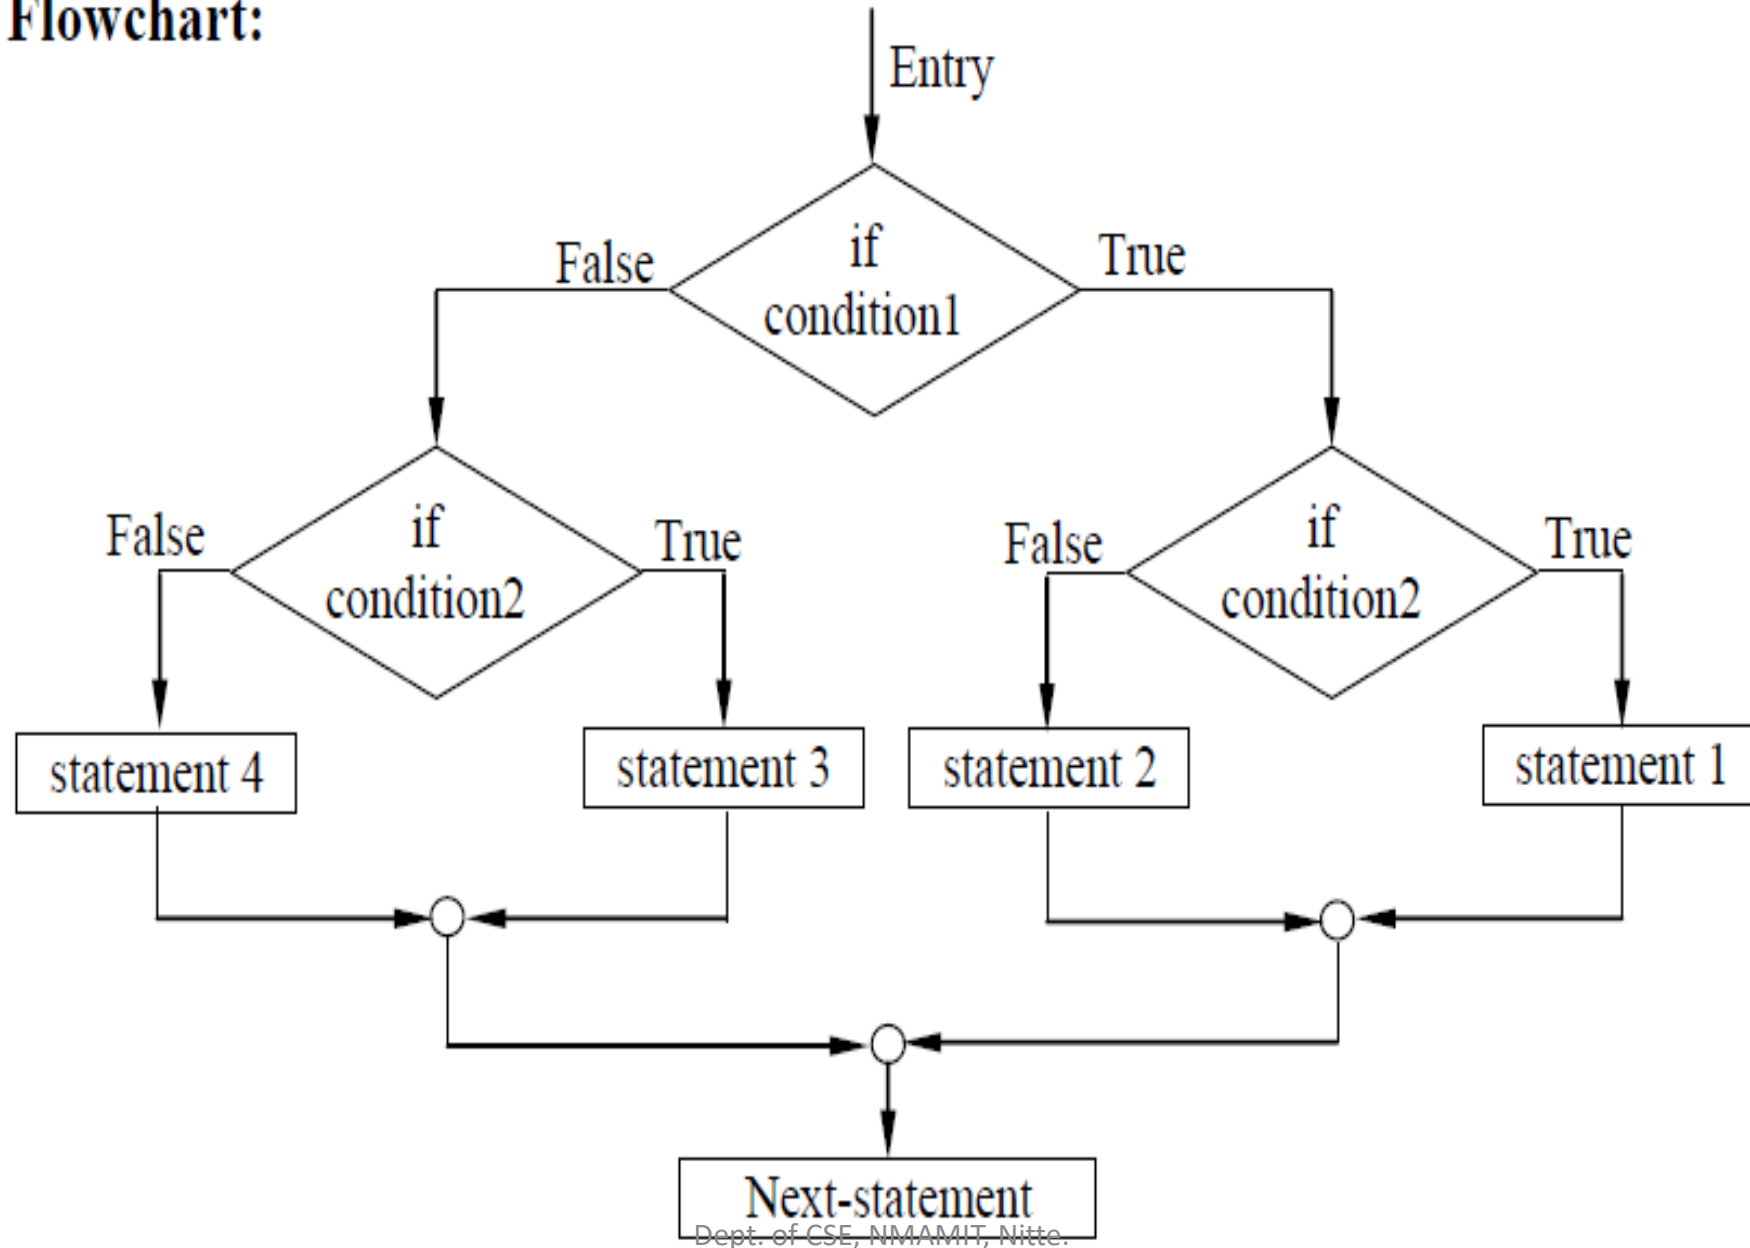 Flowchart:
Entry
False
if
condition1
True
False
if
condition2
True
False
if
condition2
True
statement 4
statement 3
statement 2
statement 1
Next-statement
Dept. of CSE, NMAMIT, Nitte.